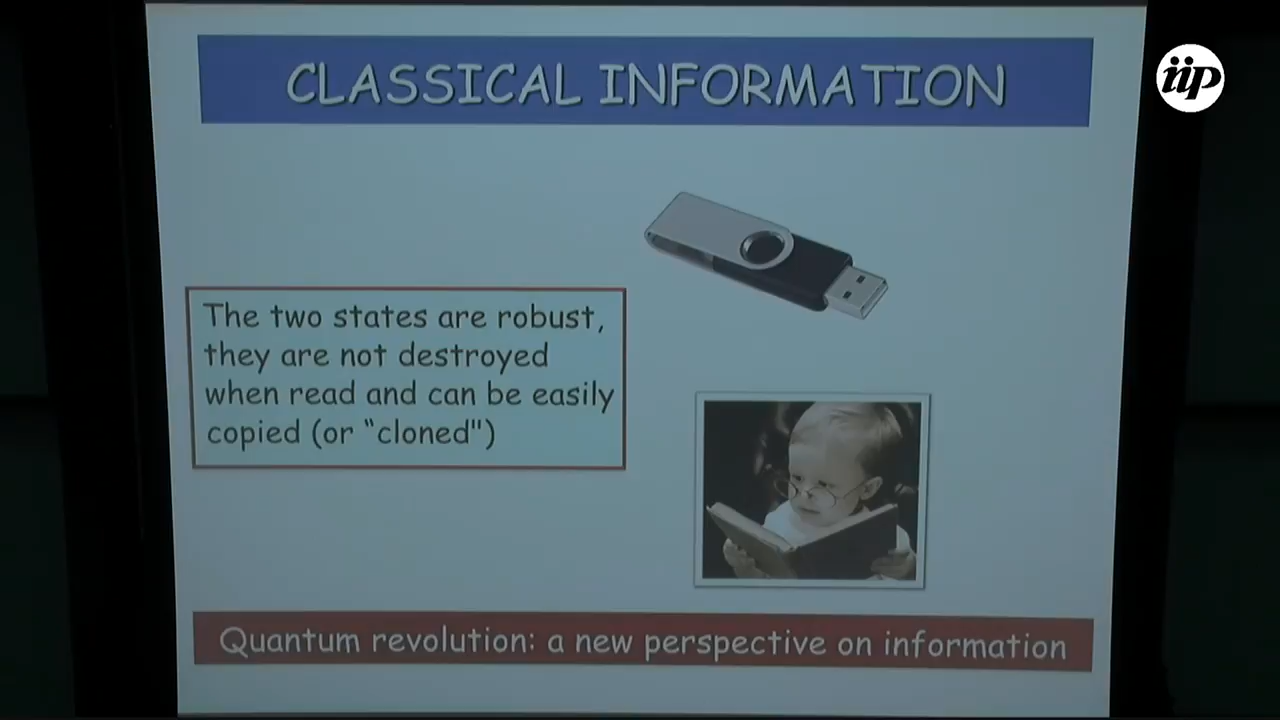 CLASSICAL INFORMATION
iip
The two states are robust,
they are not destroyed
when read and can be easily
copied (or “cloned")
Quantum revolution: a new perspective on information